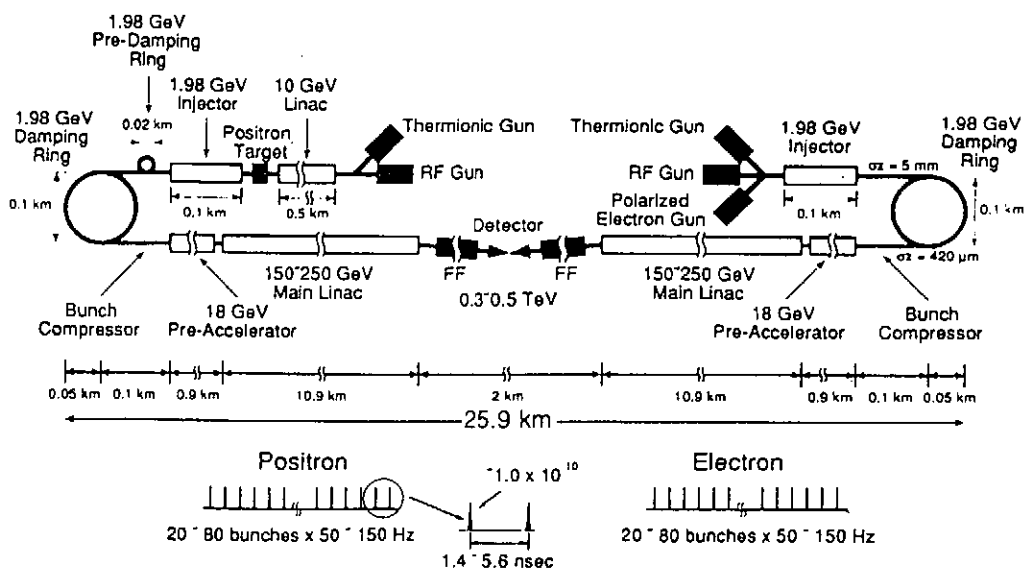 1.98 GeV
Pre-Damping
Ring
1.98 GeV
Injector
10 GeV
Linac
Positron
Target
Thermionic Gun
RF Gun
1.98 GeV
Damping
Ring
0.02 km
0.1 km
0.1 km
0.5 km
Thermionic Gun
RF Gun
Polarized
Electron Gun
1.98 GeV
Injector
1.98 GeV
Damping
Ring
σz = 5 mm
0.1 km
0.1 km
σz = 420 μm
Detector
FF
FF
0.3~0.5 TeV
150~250 GeV
Main Linac
150~250 GeV
Main Linac
Bunch
Compressor
18 GeV
Pre-Accelerator
18 GeV
Pre-Accelerator
Bunch
Compressor
0.05 km
0.1 km
0.9 km
10.9 km
2 km
10.9 km
0.9 km
0.1 km
0.05 km
25.9 km
Positron
~1.0 x 10¹⁰
Electron
20~80 bunches x 50~150 Hz
1.4~5.6 nsec
20~80 bunches x 50~150 Hz